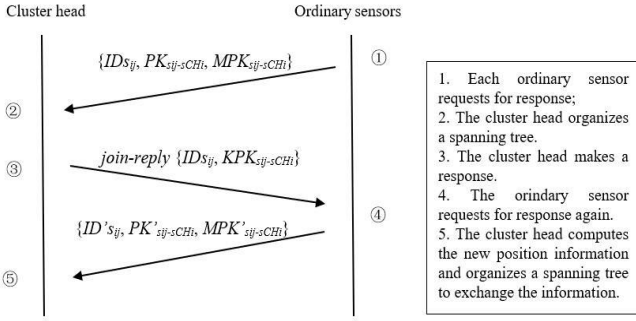 Cluster head
Ordinary sensors
{IDsij, PKsij-sCHi, MPKsij-sCHi}
①
②
join-reply {IDsij, KPKsij-sCHi}
③
④
{ID’sij, PK’sij-sCHi, MPK’sij-sCHi}
⑤
1. Each ordinary sensor
requests for response;
2. The cluster head organizes
a spanning tree.
3. The cluster head makes a
response.
4. The orindary sensor
requests for response again.
5. The cluster head computes
the new position information
and organizes a spanning tree
to exchange the information.